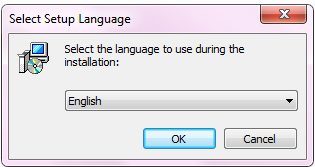 Select Setup Language
Select the language to use during the
installation:
English
OK
Cancel